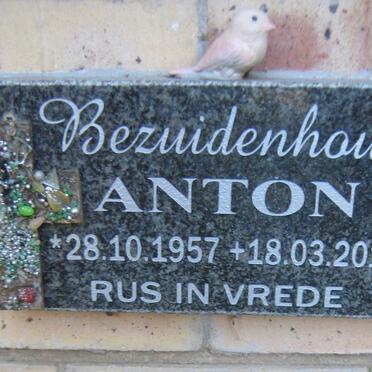 Bezuidenhou
ANTON
*28.10.1957 +18.03.20
RUS IN VREDE